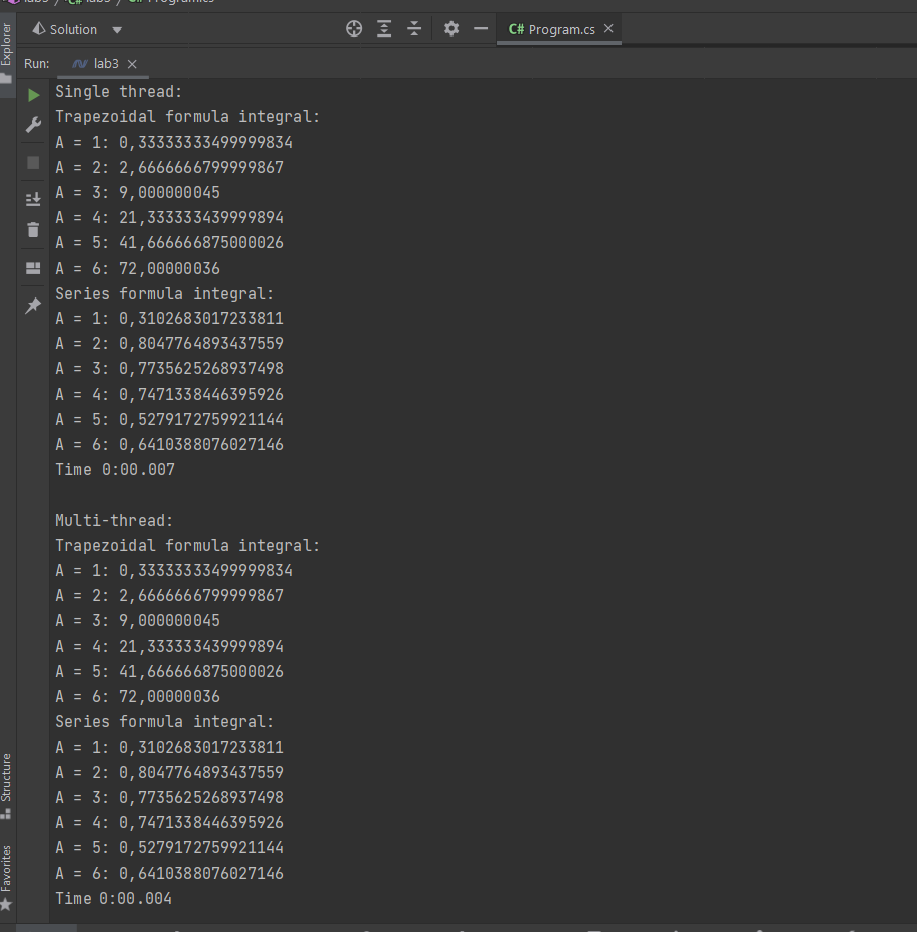 Solution
C# Program.cs
Explorer
Run:
lab3
Single thread:
Trapezoidal formula integral:
A = 1: 0,33333333499999834
A = 2: 2,6666666799999867
A = 3: 9,000000045
A = 4: 21,333333439999894
A = 5: 41,666666875000026
A = 6: 72,00000036
Series formula integral:
A = 1: 0,3102683017233811
A = 2: 0,8047764893437559
A = 3: 0,7735625268937498
A = 4: 0,7471338446395926
A = 5: 0,5279172759921144
A = 6: 0,6410388076027146
Time 0:00.007
Multi-thread:
Trapezoidal formula integral:
A = 1: 0,33333333499999834
A = 2: 2,6666666799999867
A = 3: 9,000000045
A = 4: 21,333333439999894
A = 5: 41,666666875000026
A = 6: 72,00000036
Series formula integral:
A = 1: 0,3102683017233811
A = 2: 0,8047764893437559
A = 3: 0,7735625268937498
A = 4: 0,7471338446395926
A = 5: 0,5279172759921144
A = 6: 0,6410388076027146
Time 0:00.004
Structure
Favorites